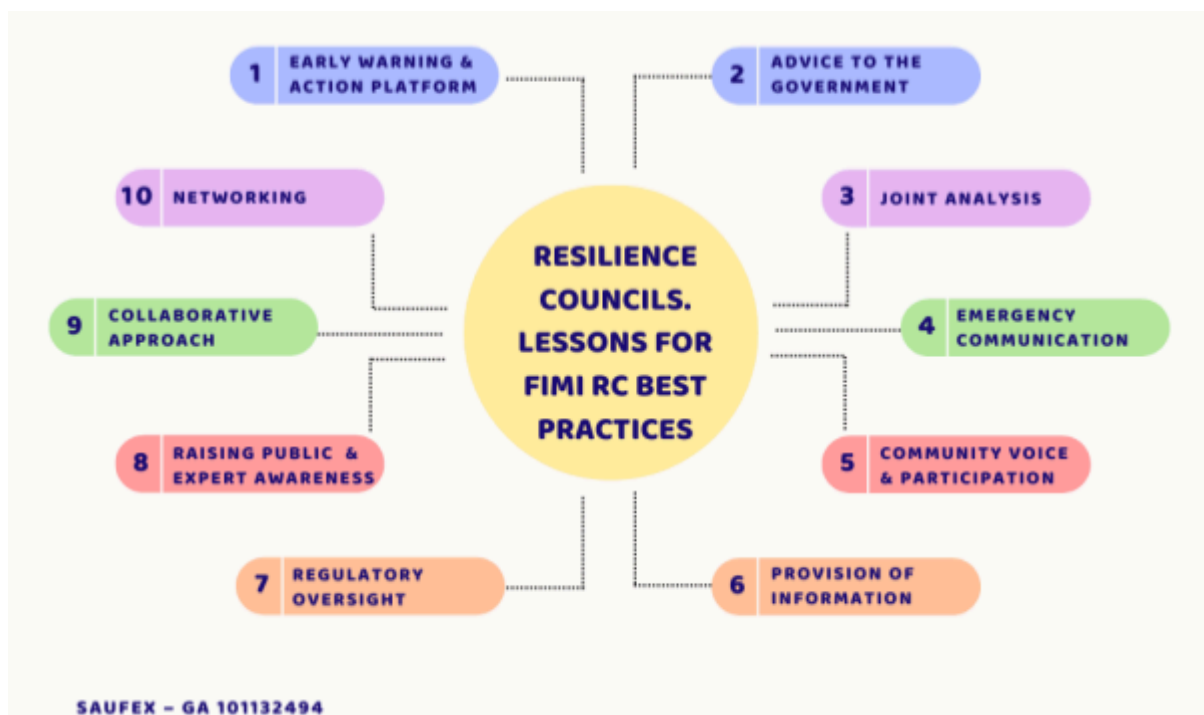 1 EARLY WARNING &
ACTION PLATFORM
2 ADVICE TO THE
GOVERNMENT
10 NETWORKING
3 JOINT ANALYSIS
RESILIENCE
COUNCILS.
LESSONS FOR
FIMI RC BEST
PRACTICES
9 COLLABORATIVE
APPROACH
4 EMERGENCY
COMMUNICATION
8 RAISING PUBLIC &
EXPERT AWARENESS
5 COMMUNITY VOICE
& PARTICIPATION
7 REGULATORY
OVERSIGHT
6 PROVISION OF
INFORMATION
SAUFEX – GA 101132494